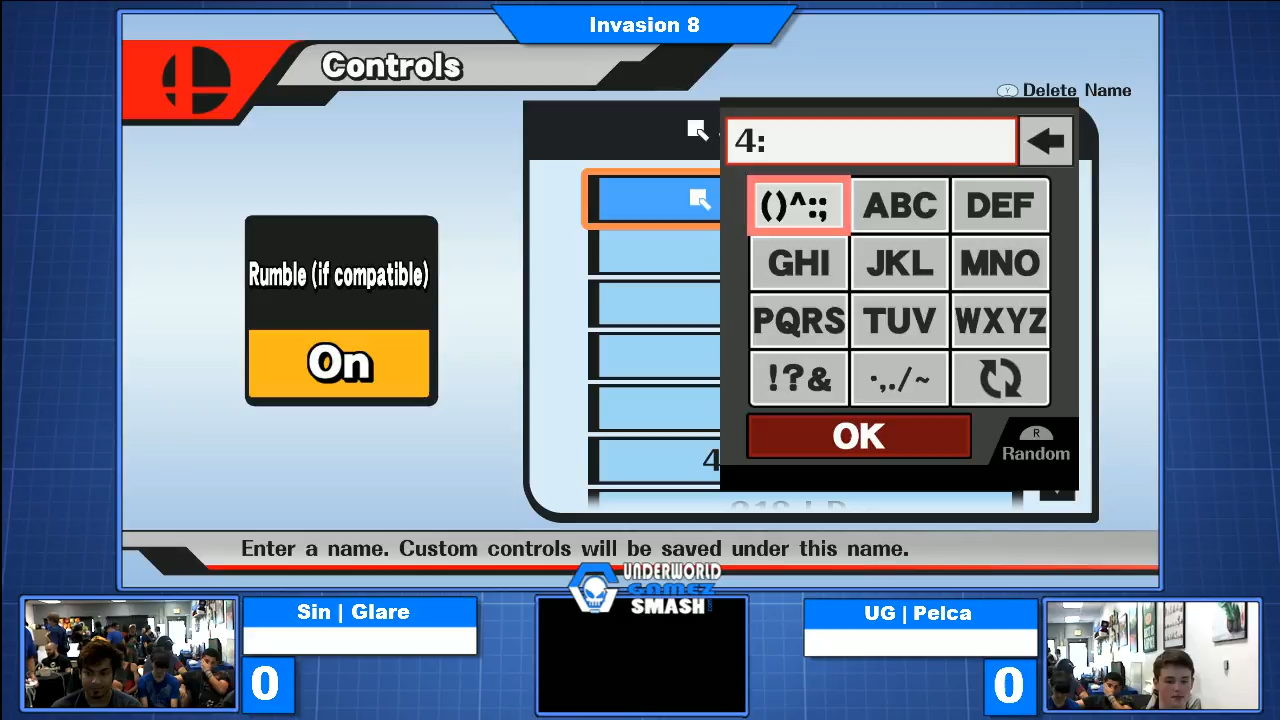 Invasion 8
Controls
Y Delete Name
4:
()^:; ABC DEF
GHI JKL MNO
PQRS TUV WXYZ
!?& ·,./~
OK
R
Random
Rumble (if compatible)
On
4
Enter a name. Custom controls will be saved under this name.
UNDERWORLD
GAMEZ
SMASH
Sin | Glare
0
UG | Pelca
0